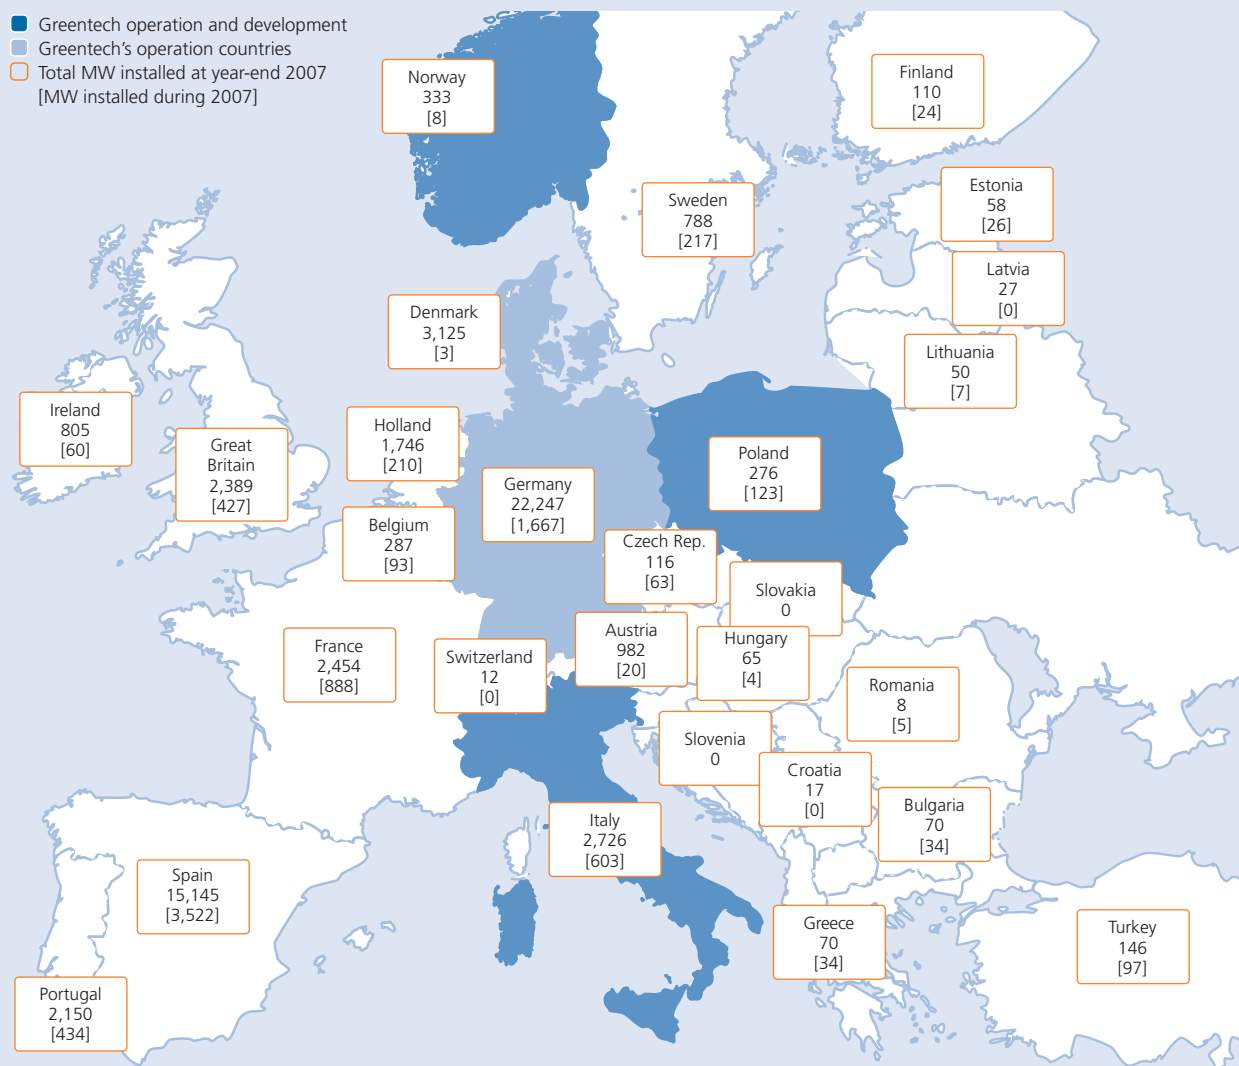 Greentech operation and development
Greentech's operation countries
Total MW installed at year-end 2007
[MW installed during 2007]
Norway
333
[8]
Finland
110
[24]
Sweden
788
[217]
Estonia
58
[26]
Latvia
27
[0]
Denmark
3,125
[3]
Lithuania
50
[7]
Ireland
805
[60]
Great
Britain
2,389
[427]
Holland
1,746
[210]
Germany
22,247
[1,667]
Poland
276
[123]
Belgium
287
[93]
Czech Rep.
116
[63]
Slovakia
0
France
2,454
[888]
Switzerland
12
[0]
Austria
982
[20]
Hungary
65
[4]
Romania
8
[5]
Slovenia
0
Croatia
17
[0]
Bulgaria
70
[34]
Italy
2,726
[603]
Spain
15,145
[3,522]
Greece
70
[34]
Turkey
146
[97]
Portugal
2,150
[434]